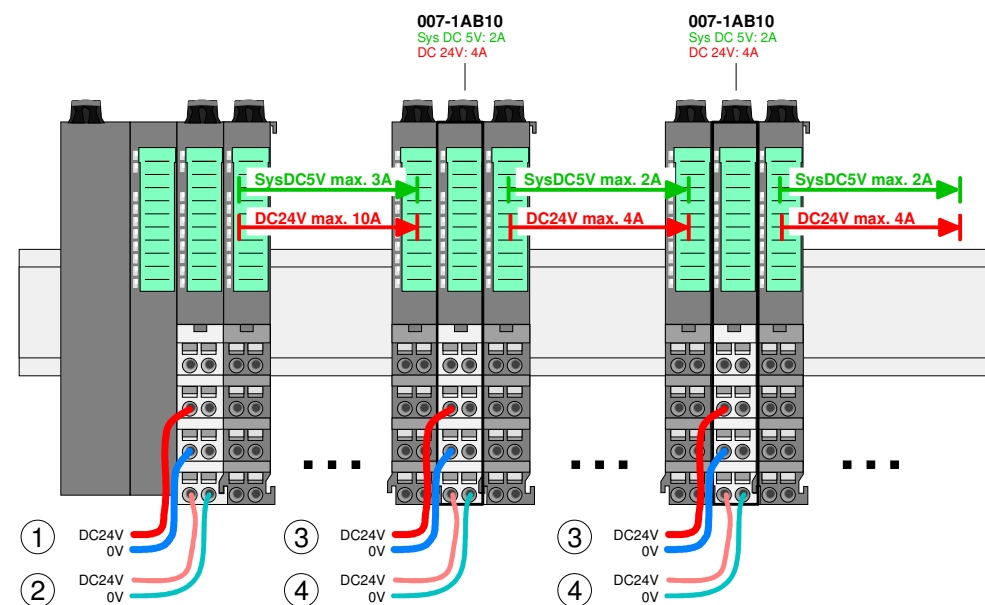 007-1AB10
Sys DC 5V: 2A
DC 24V: 4A
007-1AB10
Sys DC 5V: 2A
DC 24V: 4A
SysDC5V max. 3A
SysDC5V max. 2A
SysDC5V max. 2A
DC24V max. 10A
DC24V max. 4A
DC24V max. 4A
...
...
...
1
DC24V
0V
3
DC24V
0V
3
DC24V
0V
2
DC24V
0V
4
DC24V
0V
4
DC24V
0V